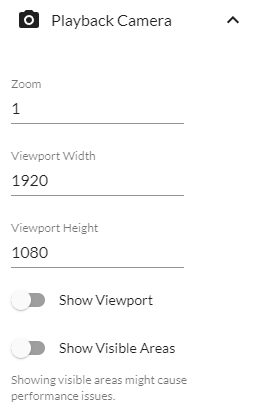 Playback Camera
Zoom
1
Viewport Width
1920
Viewport Height
1080
Show Viewport
Show Visible Areas
Showing visible areas might cause
performance issues.